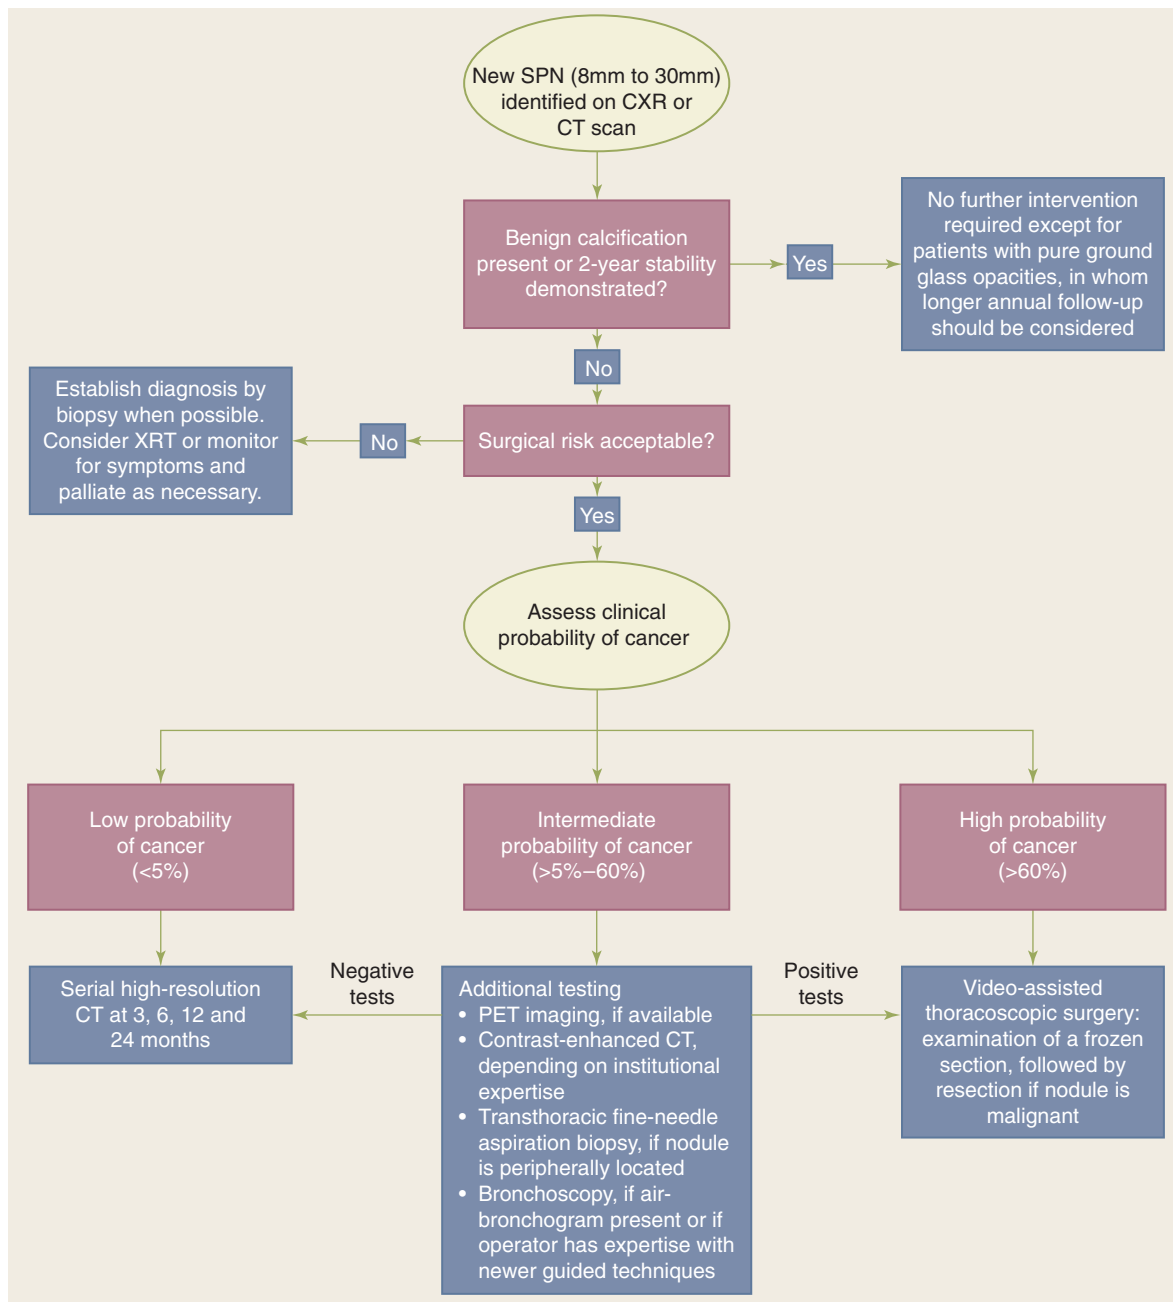 New SPN (8mm to 30mm)
identified on CXR or
CT scan
Benign calcification
present or 2-year stability
demonstrated?
Yes
No further intervention
required except for
patients with pure ground
glass opacities, in whom
longer annual follow-up
should be considered
No
Surgical risk acceptable?
No
Establish diagnosis by
biopsy when possible.
Consider XRT or monitor
for symptoms and
palliate as necessary.
Yes
Assess clinical
probability of cancer
Low probability
of cancer
(<5%)
Intermediate
probability of cancer
(>5%–60%)
High probability
of cancer
(>60%)
Serial high-resolution
CT at 3, 6, 12 and
24 months
Negative
tests
Additional testing
• PET imaging, if available
• Contrast-enhanced CT,
depending on institutional
expertise
• Transthoracic fine-needle
aspiration biopsy, if nodule
is peripherally located
• Bronchoscopy, if air-
bronchogram present or if
operator has expertise with
newer guided techniques
Positive
tests
Video-assisted
thoracoscopic surgery:
examination of a frozen
section, followed by
resection if nodule is
malignant